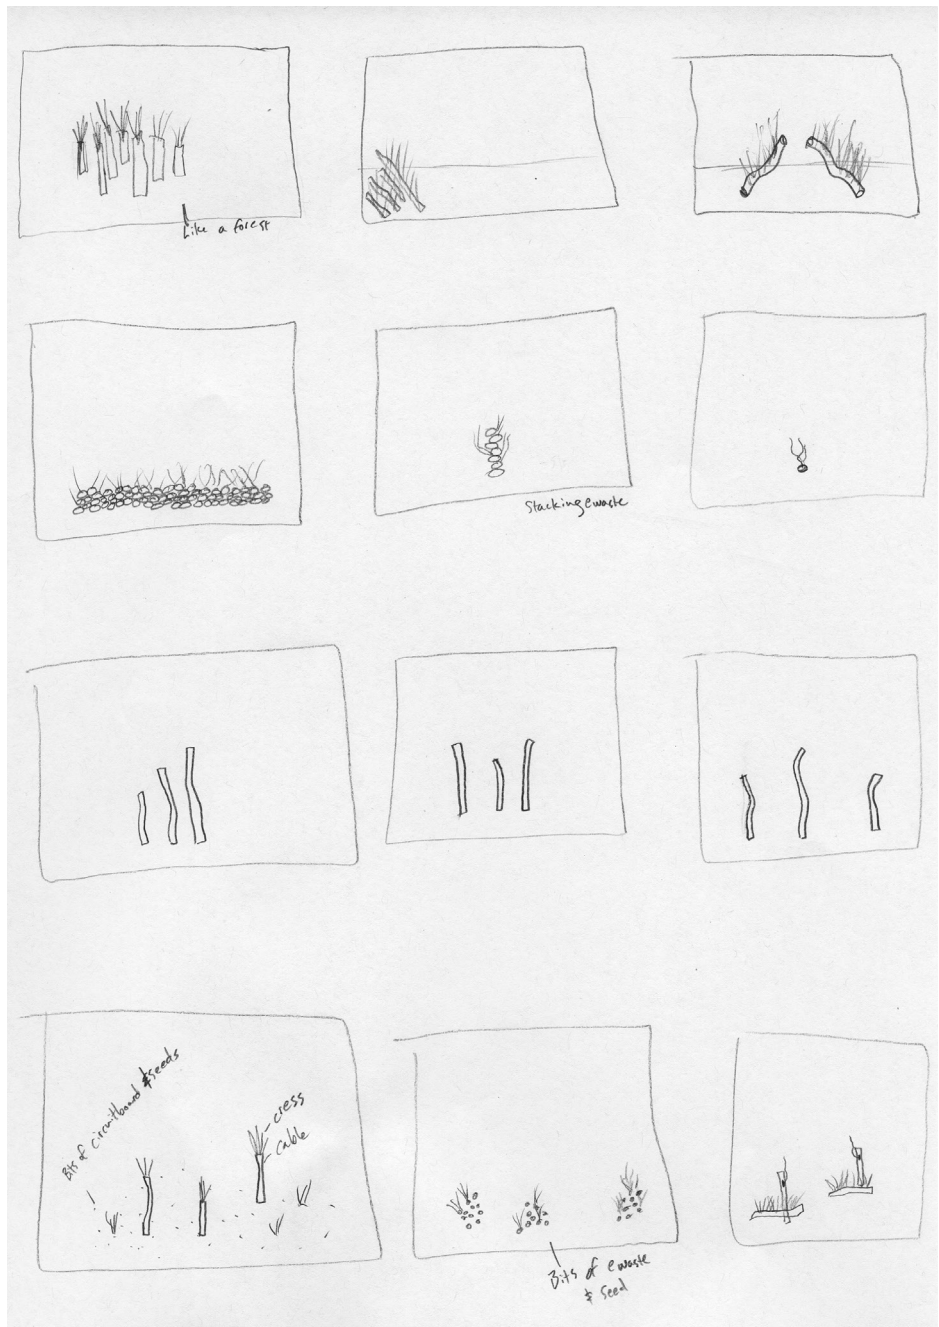 Like a forest
Stacking ewaste
Bits of circuitboard & seeds
cress
cable
Bits of ewaste
& seed